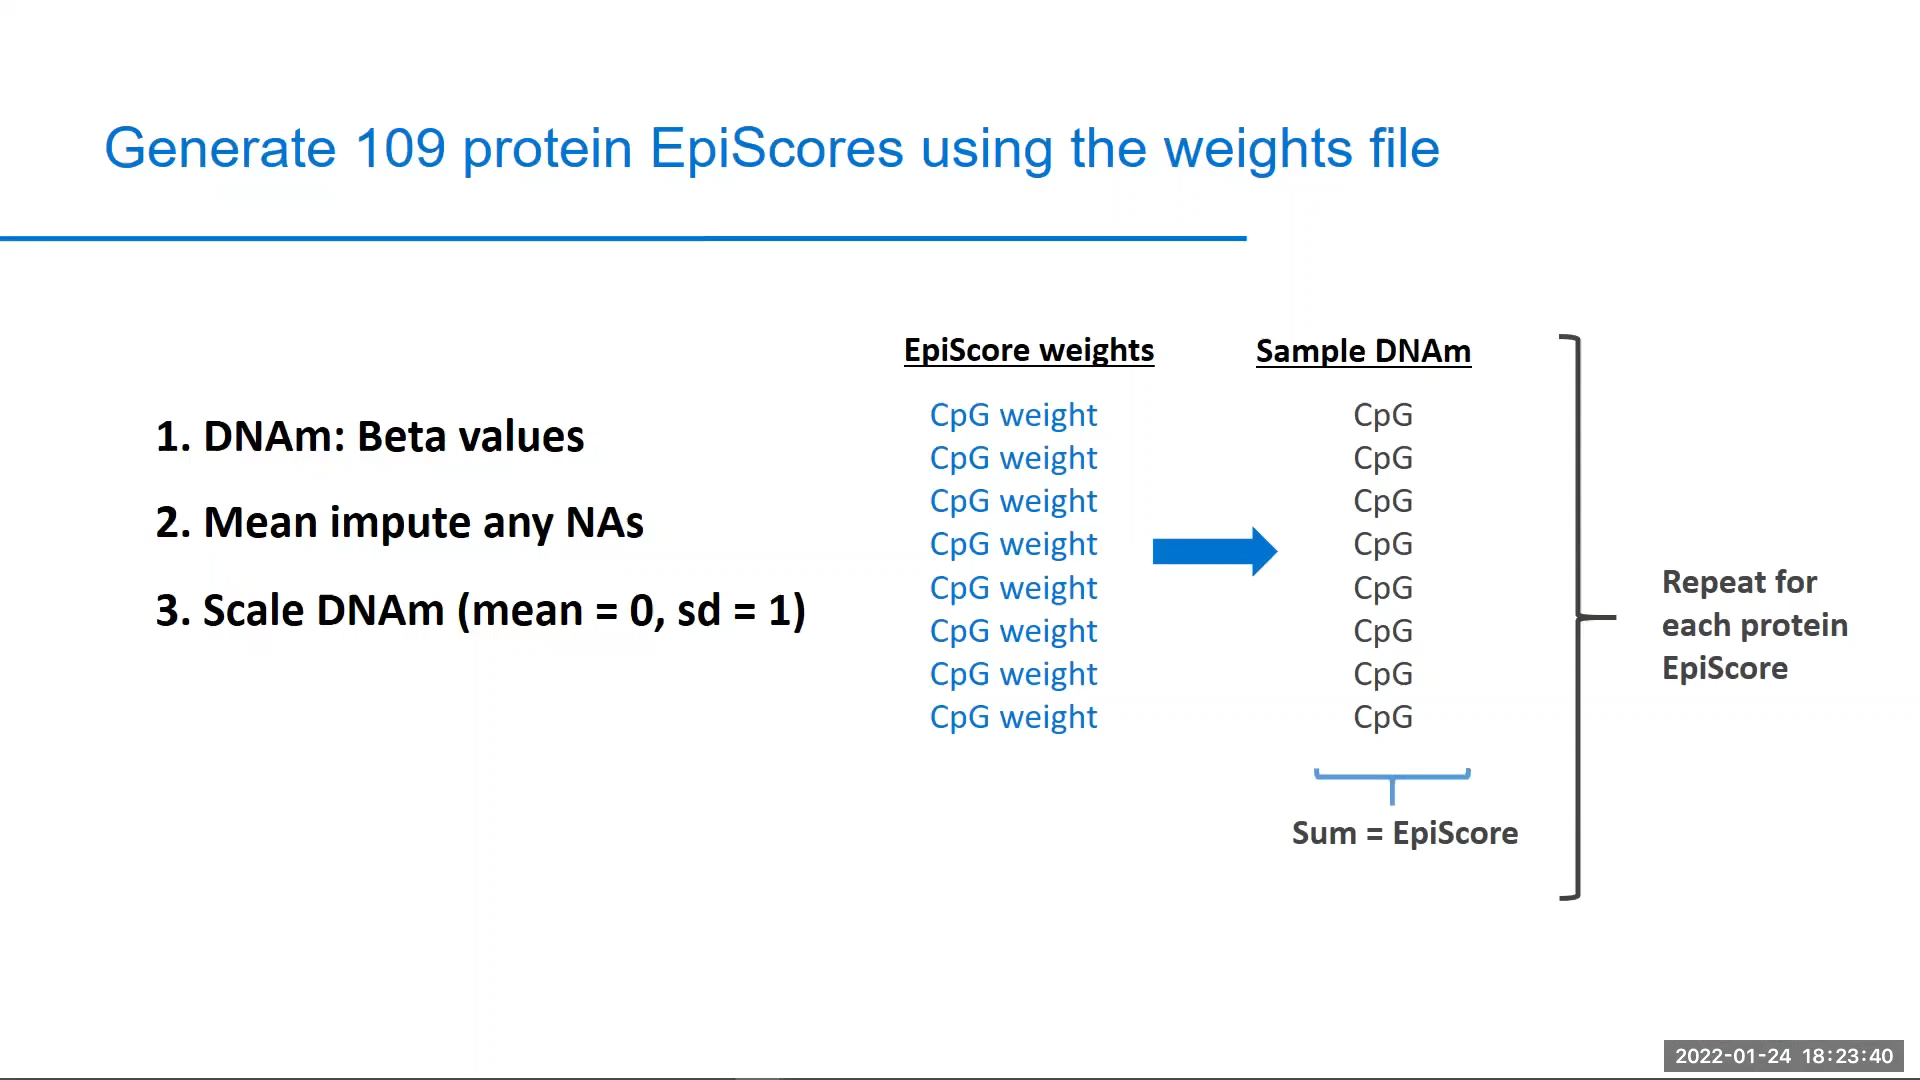 Generate 109 protein EpiScores using the weights file
1. DNAm: Beta values
2. Mean impute any NAs
3. Scale DNAm (mean = 0, sd = 1)
EpiScore weights
CpG weight
CpG weight
CpG weight
CpG weight
CpG weight
CpG weight
CpG weight
CpG weight
Sample DNAm
CpG
CpG
CpG
CpG
CpG
CpG
CpG
CpG
Sum = EpiScore
Repeat for
each protein
EpiScore
2022-01-24 18:23:40